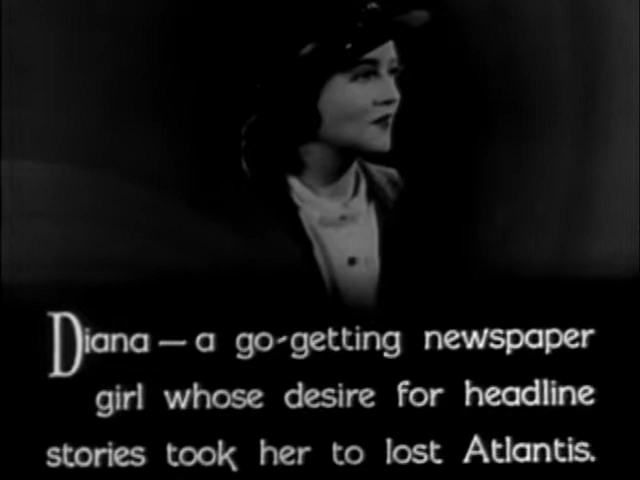 Diana — a go-getting newspaper
girl whose desire for headline
stories took her to lost Atlantis.